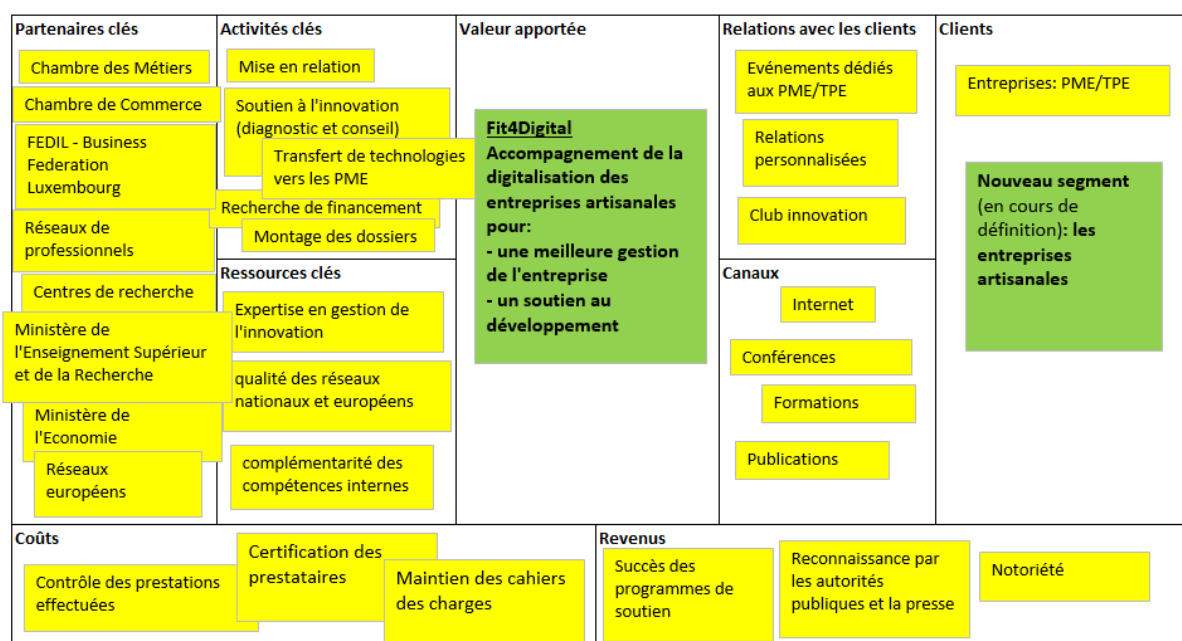 Partenaires clés
Chambre des Métiers
Chambre de Commerce
FEDIL - Business
Federation
Luxembourg
Réseaux de
professionnels
Centres de recherche
Ministère de
l'Enseignement Supérieur
et de la Recherche
Ministère de
l'Economie
Réseaux
européens
Activités clés
Mise en relation
Soutien à l'innovation
(diagnostic et conseil)
Transfert de technologies
vers les PME
Recherche de financement
Montage des dossiers
Ressources clés
Expertise en gestion de
l'innovation
qualité des réseaux
nationaux et européens
complémentarité des
compétences internes
Valeur apportée
Fit4Digital
Accompagnement de la
digitalisation des
entreprises artisanales
pour:
- une meilleure gestion
de l'entreprise
- un soutien au
développement
Relations avec les clients
Evénements dédiés
aux PME/TPE
Relations
personnalisées
Club innovation
Canaux
Internet
Conférences
Formations
Publications
Clients
Entreprises: PME/TPE
Nouveau segment
(en cours de
définition): les
entreprises
artisanales
Coûts
Contrôle des prestations
effectuées
Certification des
prestataires
Maintien des cahiers
des charges
Revenus
Succès des
programmes de
soutien
Reconnaissance par
les autorités
publiques et la presse
Notoriété